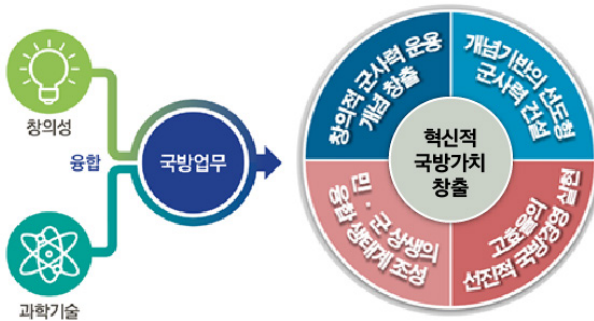 창의성
융합
과학기술
국방업무
창의적 군사력 운용
개념 창출
개념기반의 선도형
군사력 건설
혁신적
국방가치
창출
민·군 상생의
융합 생태계 조성
고효율의
선진적 국방경영 실현